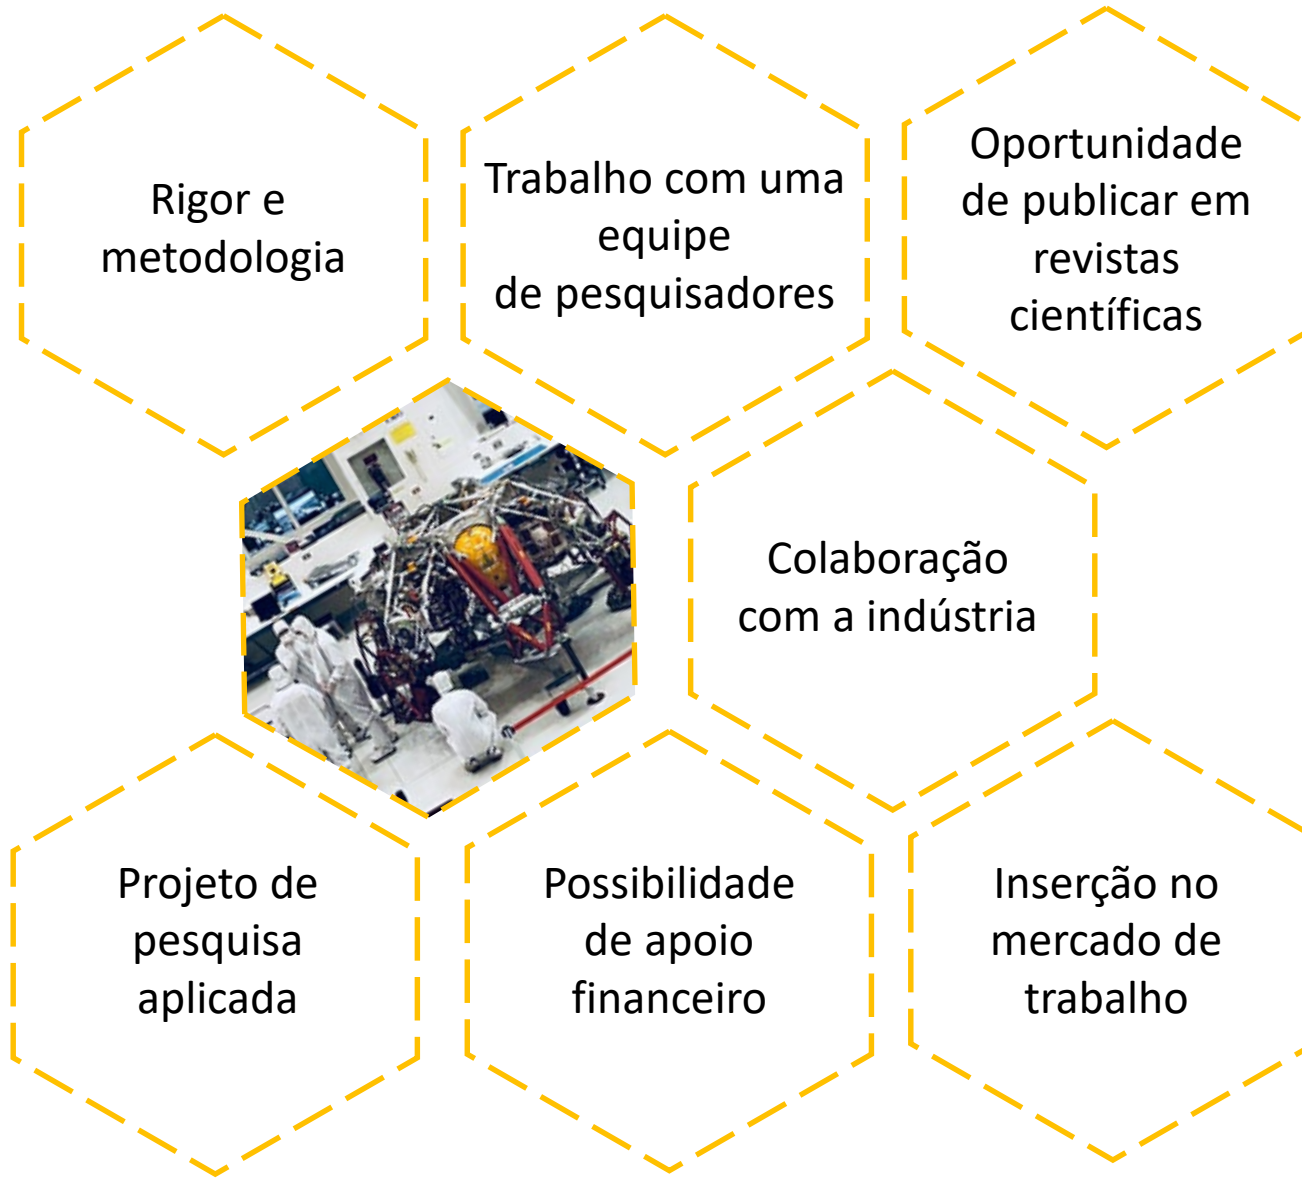 Rigor e
metodologia
Trabalho com uma
equipe
de pesquisadores
Oportunidade
de publicar em
revistas
científicas
Colaboração
com a indústria
Projeto de
pesquisa
aplicada
Possibilidade
de apoio
financeiro
Inserção no
mercado de
trabalho